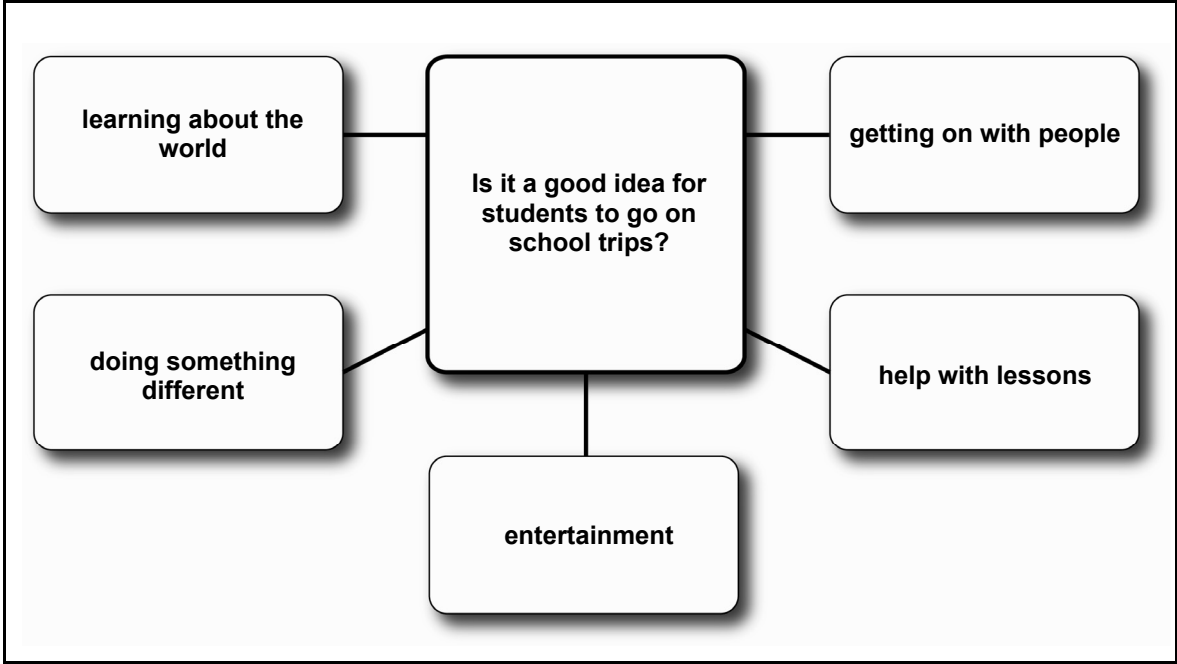 learning about the
world
Is it a good idea for
students to go on
school trips?
getting on with people
doing something
different
help with lessons
entertainment